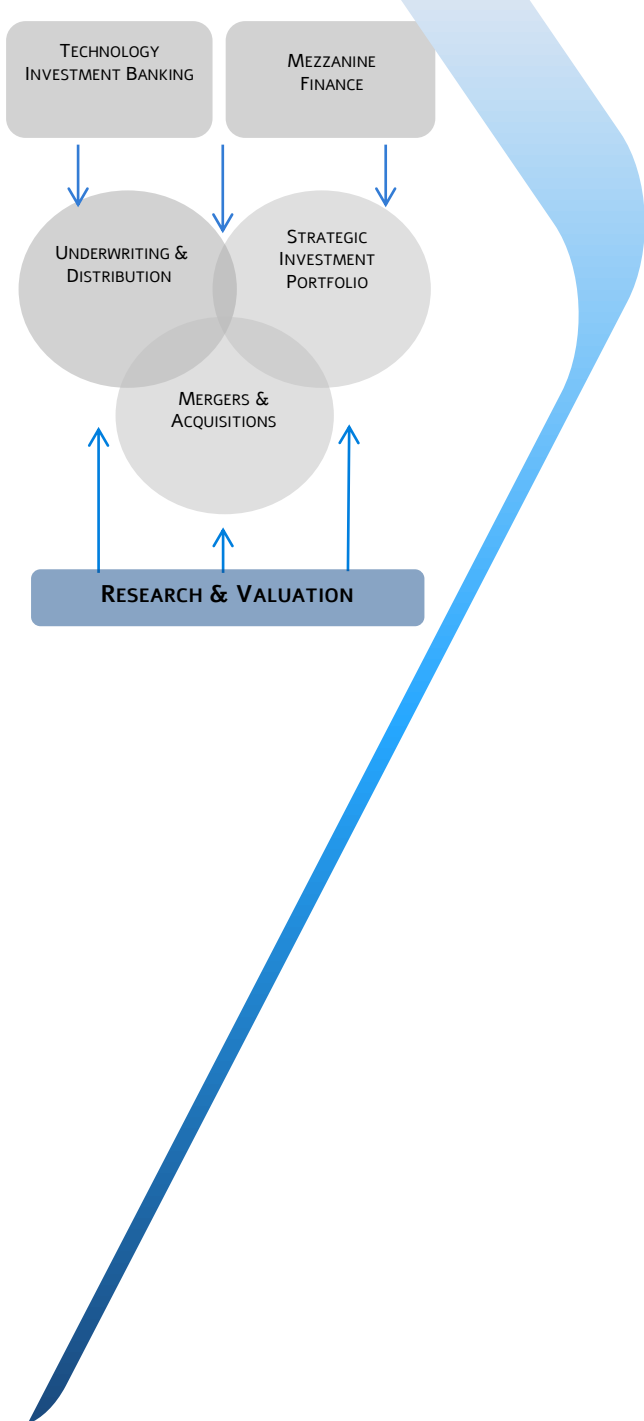 Technology
Investment Banking
Mezzanine
Finance
Underwriting &
Distribution
Strategic
Investment
Portfolio
Mergers &
Acquisitions
Research & Valuation